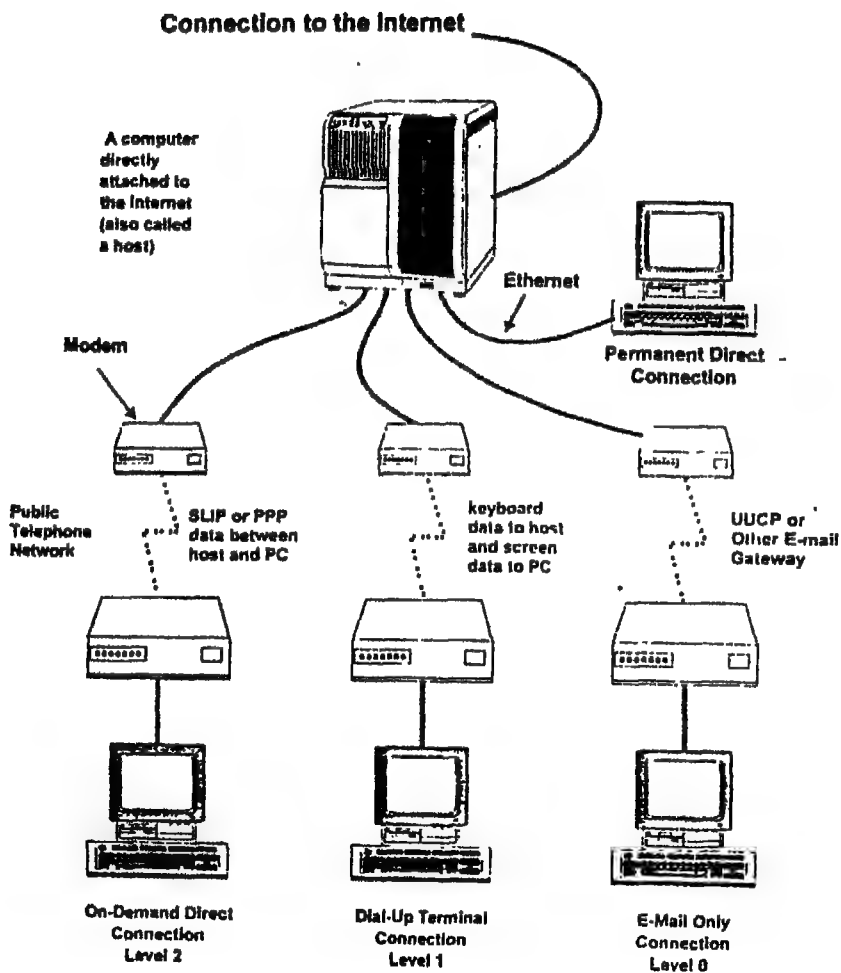 Connection to the Internet
A computer
directly
attached to
the Internet
(also called
a host)
Ethernet
Permanent Direct
Connection
Modem
Public
Telephone
Network
SLIP or PPP
data between
host and PC
keyboard
data to host
and screen
data to PC
UUCP or
Other E-mail
Gateway
On-Demand Direct
Connection
Level 2
Dial-Up Terminal
Connection
Level 1
E-Mail Only
Connection
Level 0